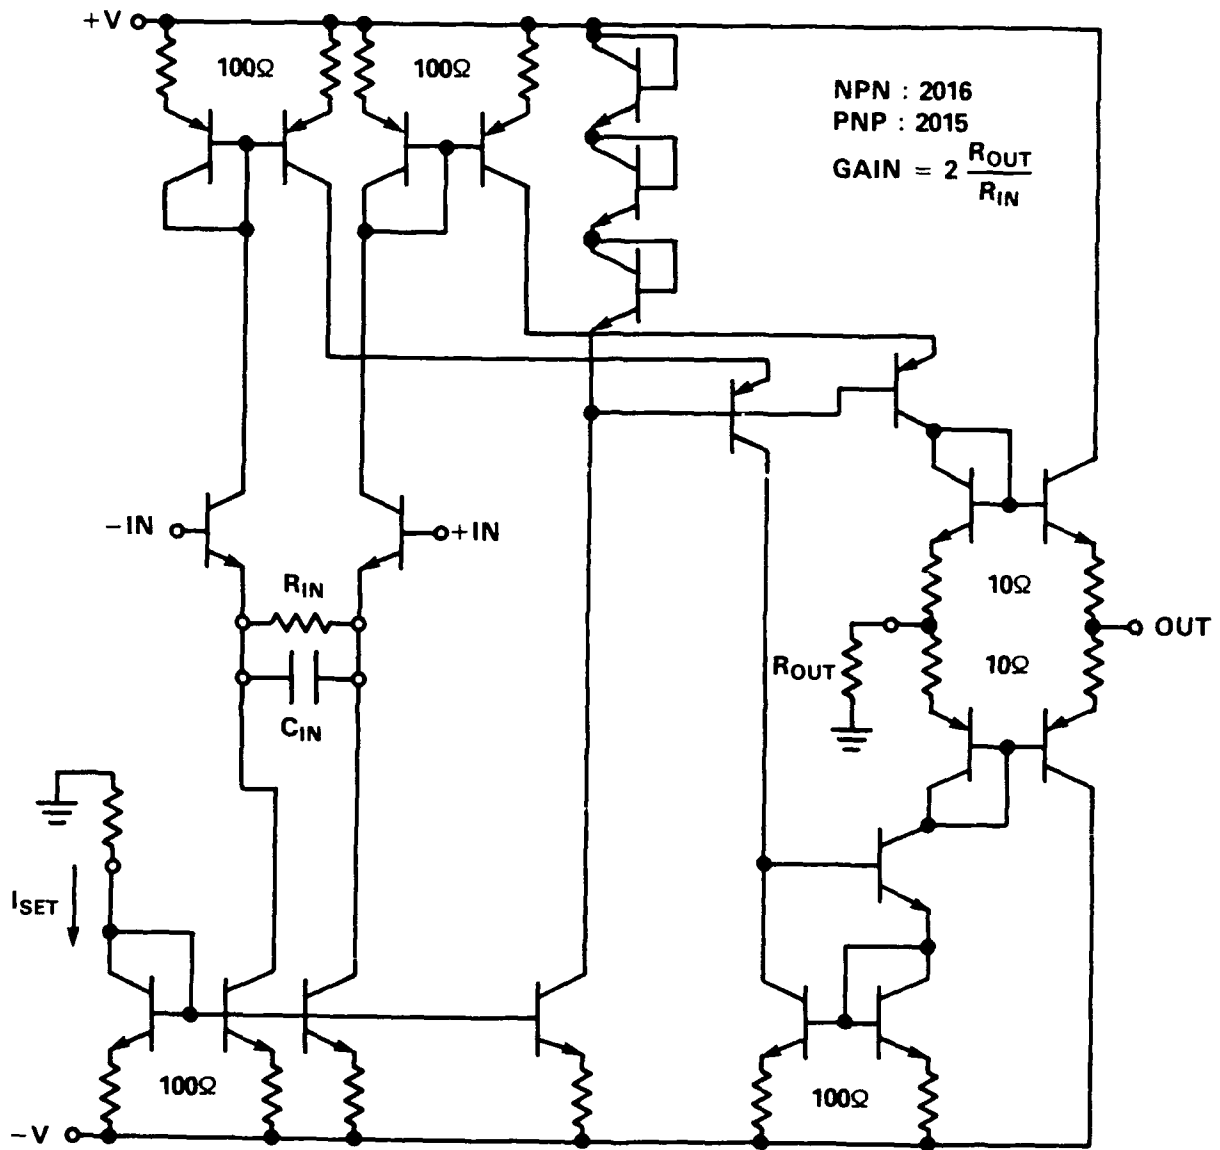 +V
100Ω
100Ω
NPN : 2016
PNP : 2015
GAIN = 2 R_OUT / R_IN
-IN
+IN
R_IN
C_IN
10Ω
OUT
R_OUT
10Ω
I_SET
100Ω
100Ω
-V